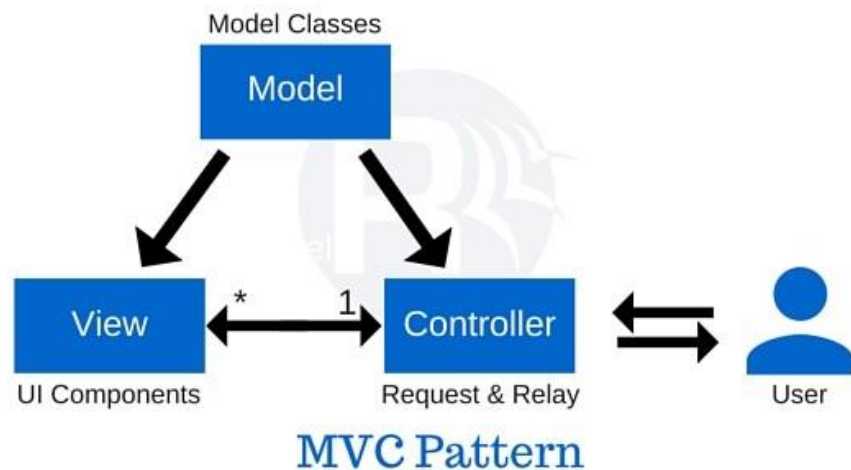 Model Classes
Model
View
* 1
Controller
UI Components
Request & Relay
User
MVC Pattern